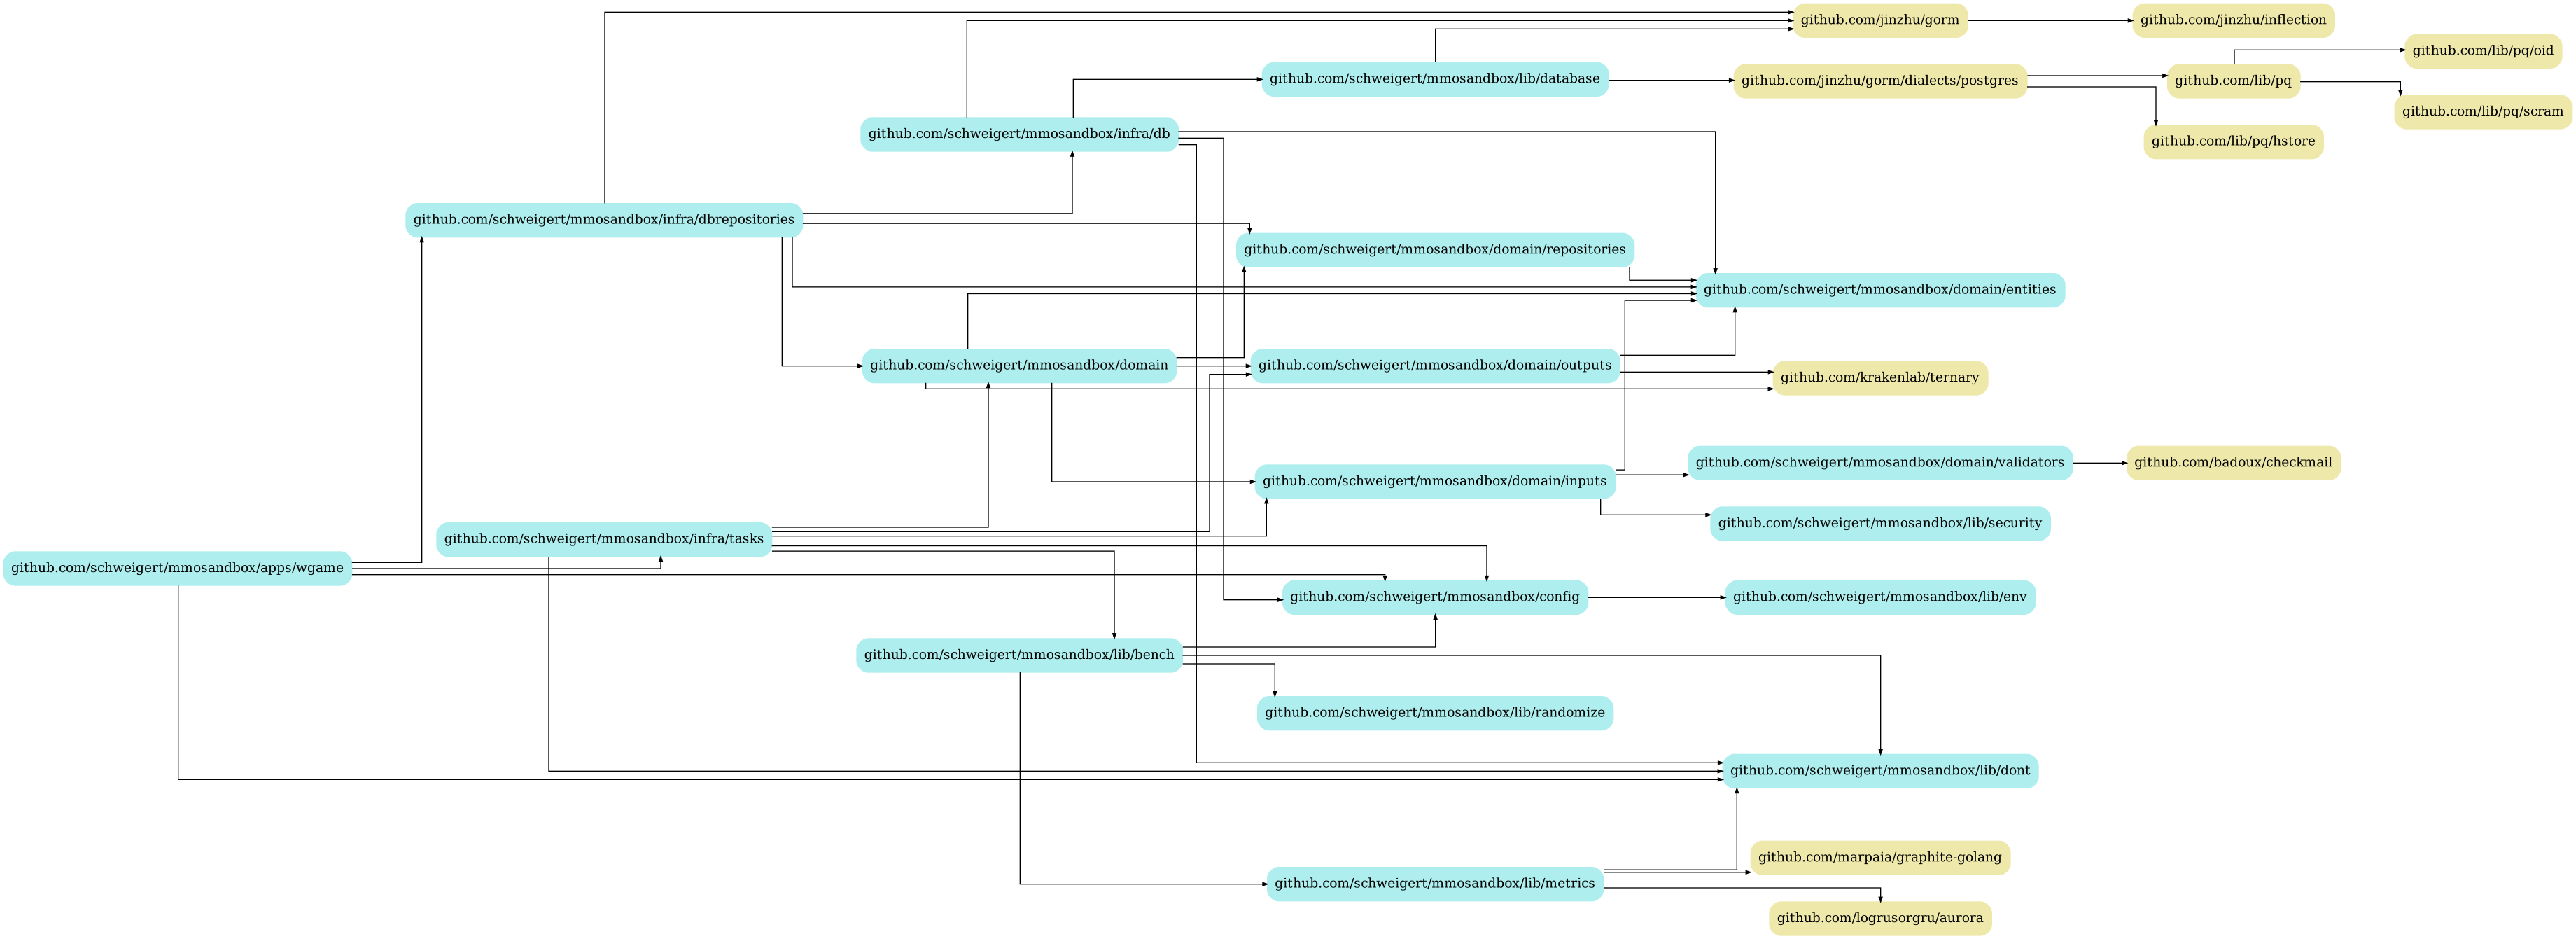 github.com/jinzhu/gorm
github.com/jinzhu/inflection
github.com/lib/pq/oid
github.com/schweigert/mmosandbox/lib/database
github.com/jinzhu/gorm/dialects/postgres
github.com/lib/pq
github.com/lib/pq/scram
github.com/schweigert/mmosandbox/infra/db
github.com/lib/pq/hstore
github.com/schweigert/mmosandbox/infra/dbrepositories
github.com/schweigert/mmosandbox/domain/repositories
github.com/schweigert/mmosandbox/domain/entities
github.com/schweigert/mmosandbox/domain
github.com/schweigert/mmosandbox/domain/outputs
github.com/krakenlab/ternary
github.com/schweigert/mmosandbox/domain/validators
github.com/badoux/checkmail
github.com/schweigert/mmosandbox/domain/inputs
github.com/schweigert/mmosandbox/lib/security
github.com/schweigert/mmosandbox/infra/tasks
github.com/schweigert/mmosandbox/apps/wgame
github.com/schweigert/mmosandbox/config
github.com/schweigert/mmosandbox/lib/env
github.com/schweigert/mmosandbox/lib/bench
github.com/schweigert/mmosandbox/lib/randomize
github.com/schweigert/mmosandbox/lib/dont
github.com/marpaia/graphite-golang
github.com/schweigert/mmosandbox/lib/metrics
github.com/logrusorgru/aurora